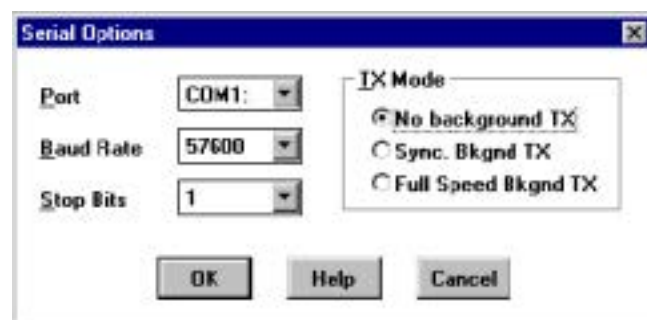 Serial Options
Port
COM1:
Baud Rate
57600
Stop Bits
1
TX Mode
No background TX
Sync. Bkgnd TX
Full Speed Bkgnd TX
OK
Help
Cancel